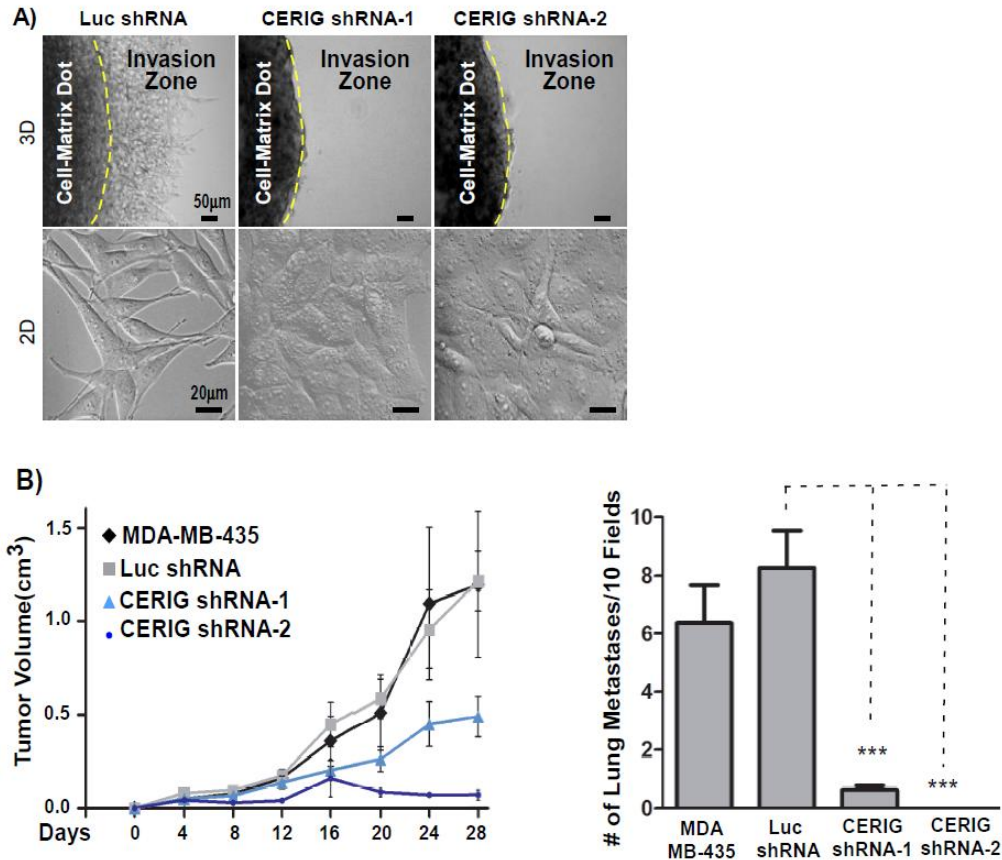 A)
Luc shRNA CERIG shRNA-1 CERIG shRNA-2
3D
Cell-Matrix Dot
Invasion
Zone
50μm
Cell-Matrix Dot
Invasion
Zone
Cell-Matrix Dot
Invasion
Zone
2D
20μm
B)
Tumor Volume(cm3)
1.5
1.0
0.5
0.0
MDA-MB-435
Luc shRNA
CERIG shRNA-1
CERIG shRNA-2
Days 0 4 8 12 16 20 24 28
# of Lung Metastases/10 Fields
10
8
6
4
2
0
***
***
MDA
MB-435
Luc
shRNA
CERIG
shRNA-1
CERIG
shRNA-2